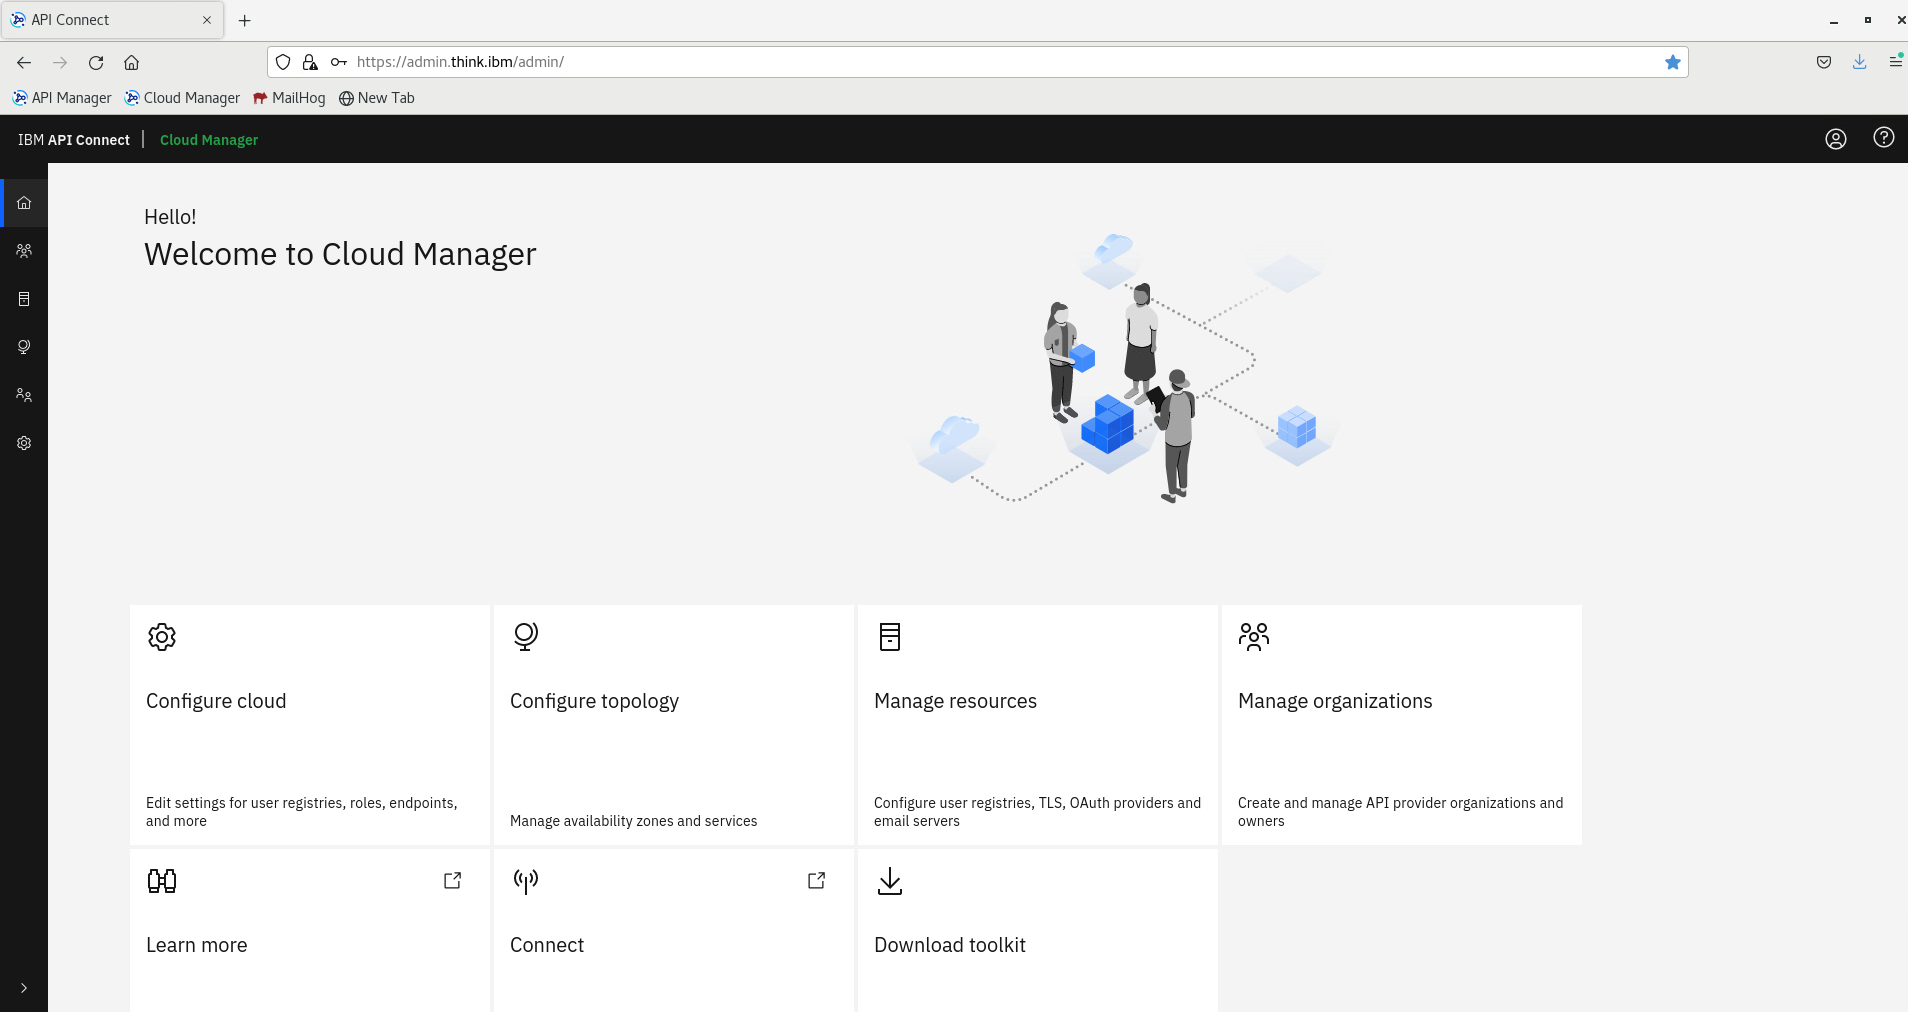 API Connect
https://admin.think.ibm/admin/
API Manager Cloud Manager MailHog New Tab
IBM API Connect | Cloud Manager
Hello!
Welcome to Cloud Manager
Configure cloud
Edit settings for user registries, roles, endpoints,
and more
Configure topology
Manage availability zones and services
Manage resources
Configure user registries, TLS, OAuth providers and
email servers
Manage organizations
Create and manage API provider organizations and
owners
Learn more
Connect
Download toolkit